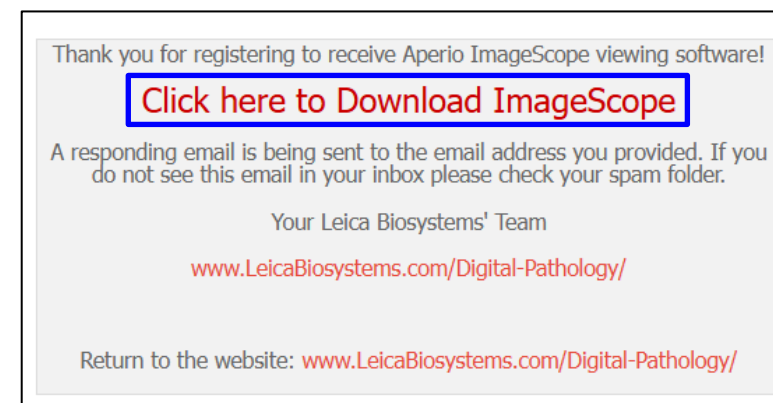 Thank you for registering to receive Aperio ImageScope viewing software!
Click here to Download ImageScope
A responding email is being sent to the email address you provided. If you
do not see this email in your inbox please check your spam folder.
Your Leica Biosystems' Team
www.LeicaBiosystems.com/Digital-Pathology/
Return to the website: www.LeicaBiosystems.com/Digital-Pathology/